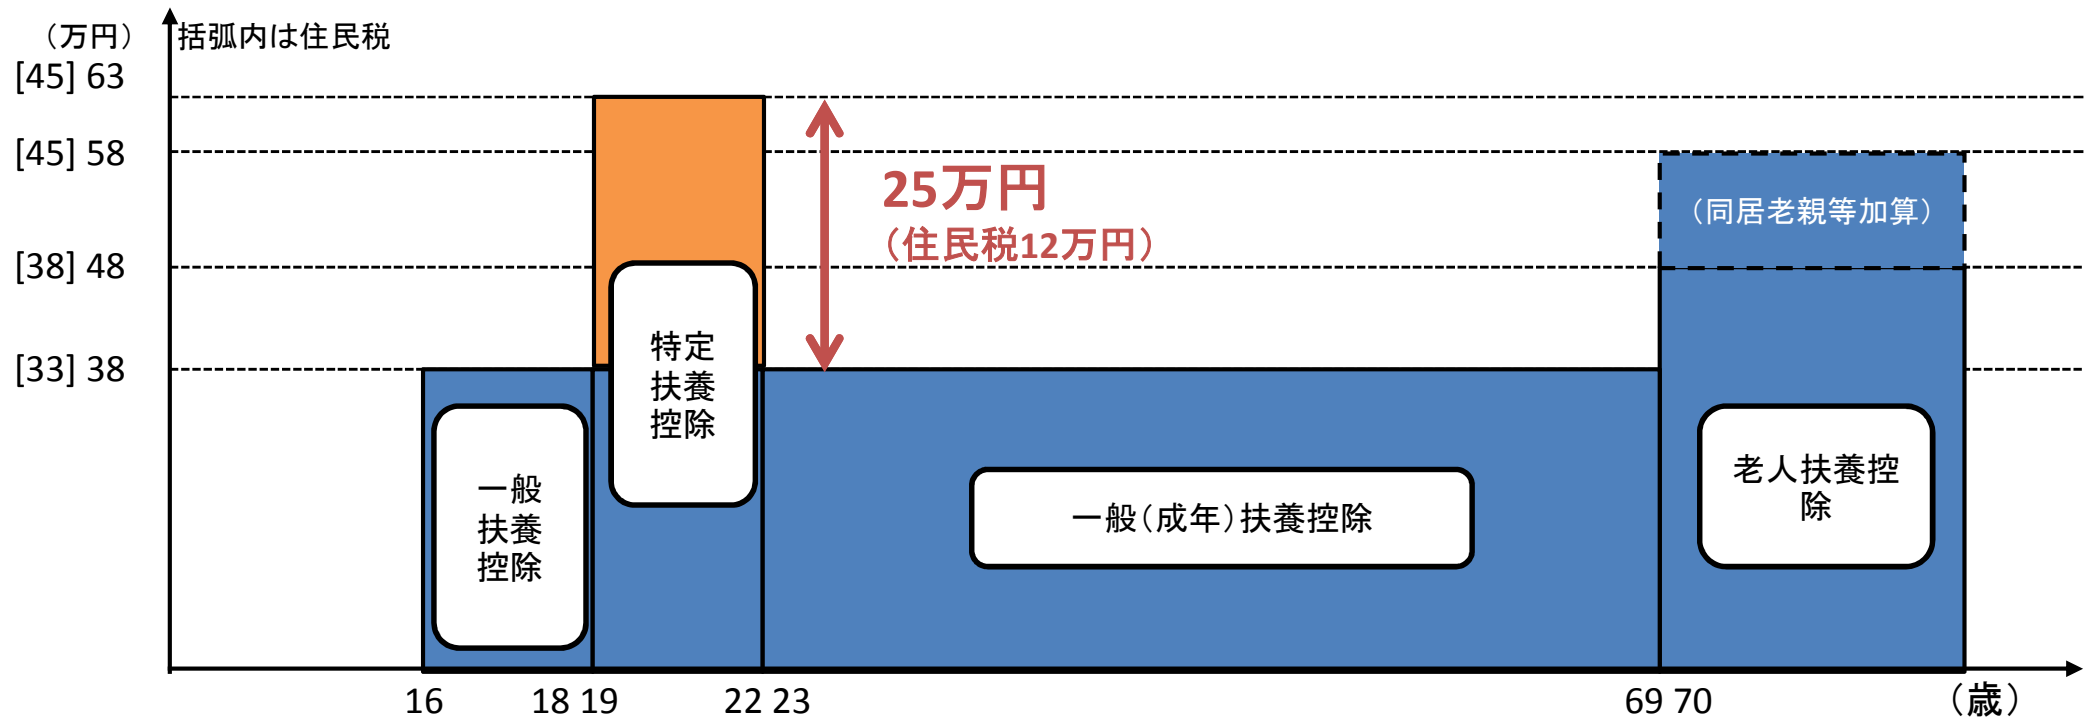 （万円）
括弧内は住民税
[45] 63
[45] 58
[38] 48
[33] 38
25万円
（住民税12万円）
（同居老親等加算）
特定
扶養
控除
一般
扶養
控除
一般（成年）扶養控除
老人扶養控
除
16
18 19
22 23
69 70
（歳）